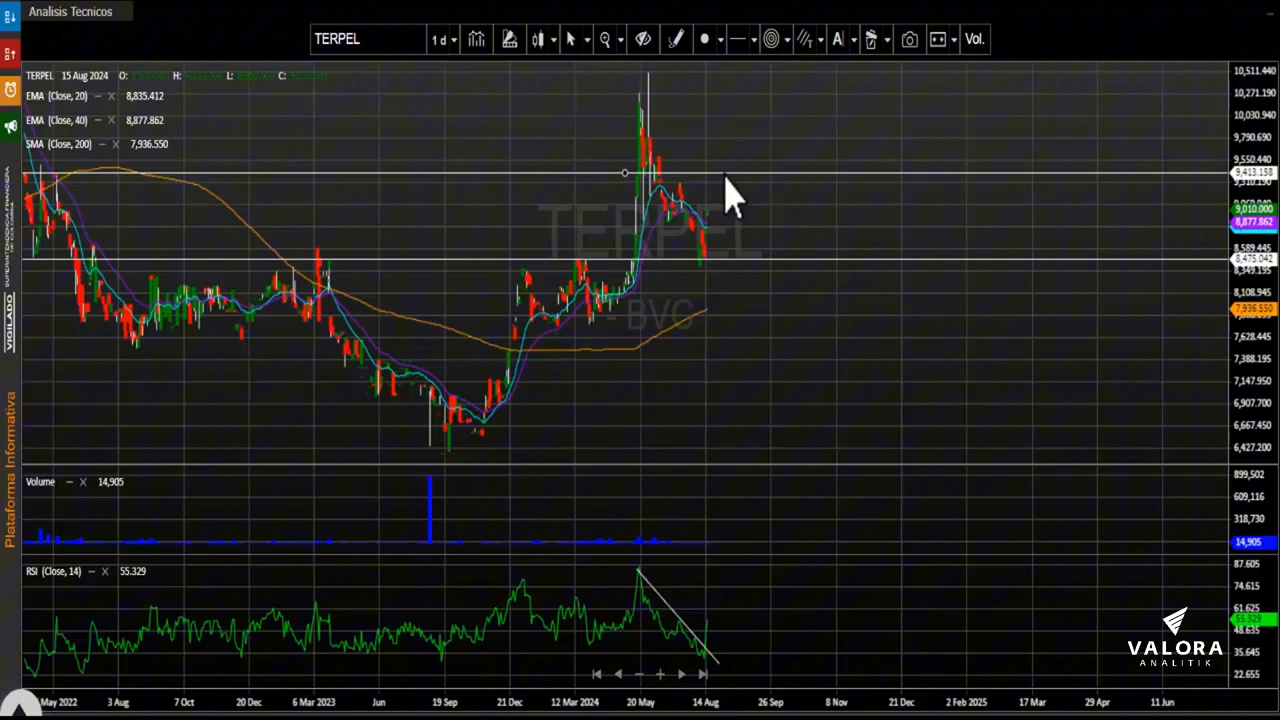 Analisis Tecnicos
TERPEL 1 d A Vol.
TERPEL 15 Aug 2024 O: H: L: C:
EMA (Close, 20) 8,835.412
EMA (Close, 40) 8,877.862
SMA (Close, 200) 7,936.550
TERPEL
- BVC
10,511.440
10,271.190
10,030.940
9,790.690
9,550.440
9,413.158
9,310.190
9,010.000
8,877.862
8,589.445
8,475.042
8,349.195
8,108.945
7,936.550
7,628.445
7,388.195
7,147.950
6,907.700
6,667.450
6,427.200
Volume 14,905
899,502
609,116
318,730
14,905
RSI (Close, 14) 55.329
87.605
74.615
61.625
55.329
48.635
35.645
22.655
May 2022 3 Aug 7 Oct 20 Dec 6 Mar 2023 Jun 19 Sep 21 Dec 12 Mar 2024 20 May 14 Aug 26 Sep 8 Nov 21 Dec 2 Feb 2025 17 Mar 29 Apr 11 Jun
VIGILADO SUPERINTENDENCIA FINANCIERA
Plataforma Informativa
VALORA
ANALITIK